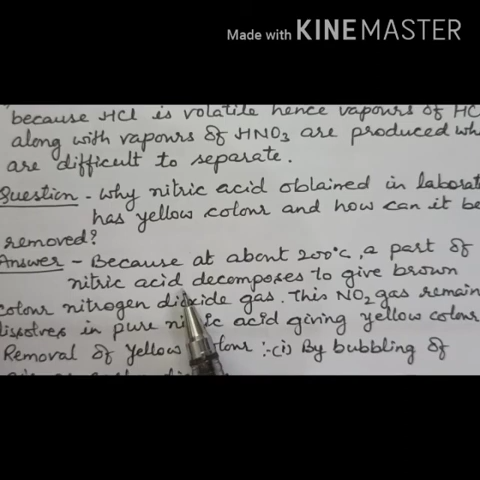 Made with KINEMASTER
because HCl is volatile hence vapours of HC
along with vapours of HNO3 are produced wh
are difficult to separate.
Question - why nitric acid oblained in laborat
has yellow colour and how can it be
removed?
Answer - Because at about 200°C, a part of
nitric acid decomposes to give brown
colour nitrogen dioxide gas. This NO2 gas remain
dissolves in pure nitric acid giving yellow colour
Removal of yellow colour :- (i) By bubbling of